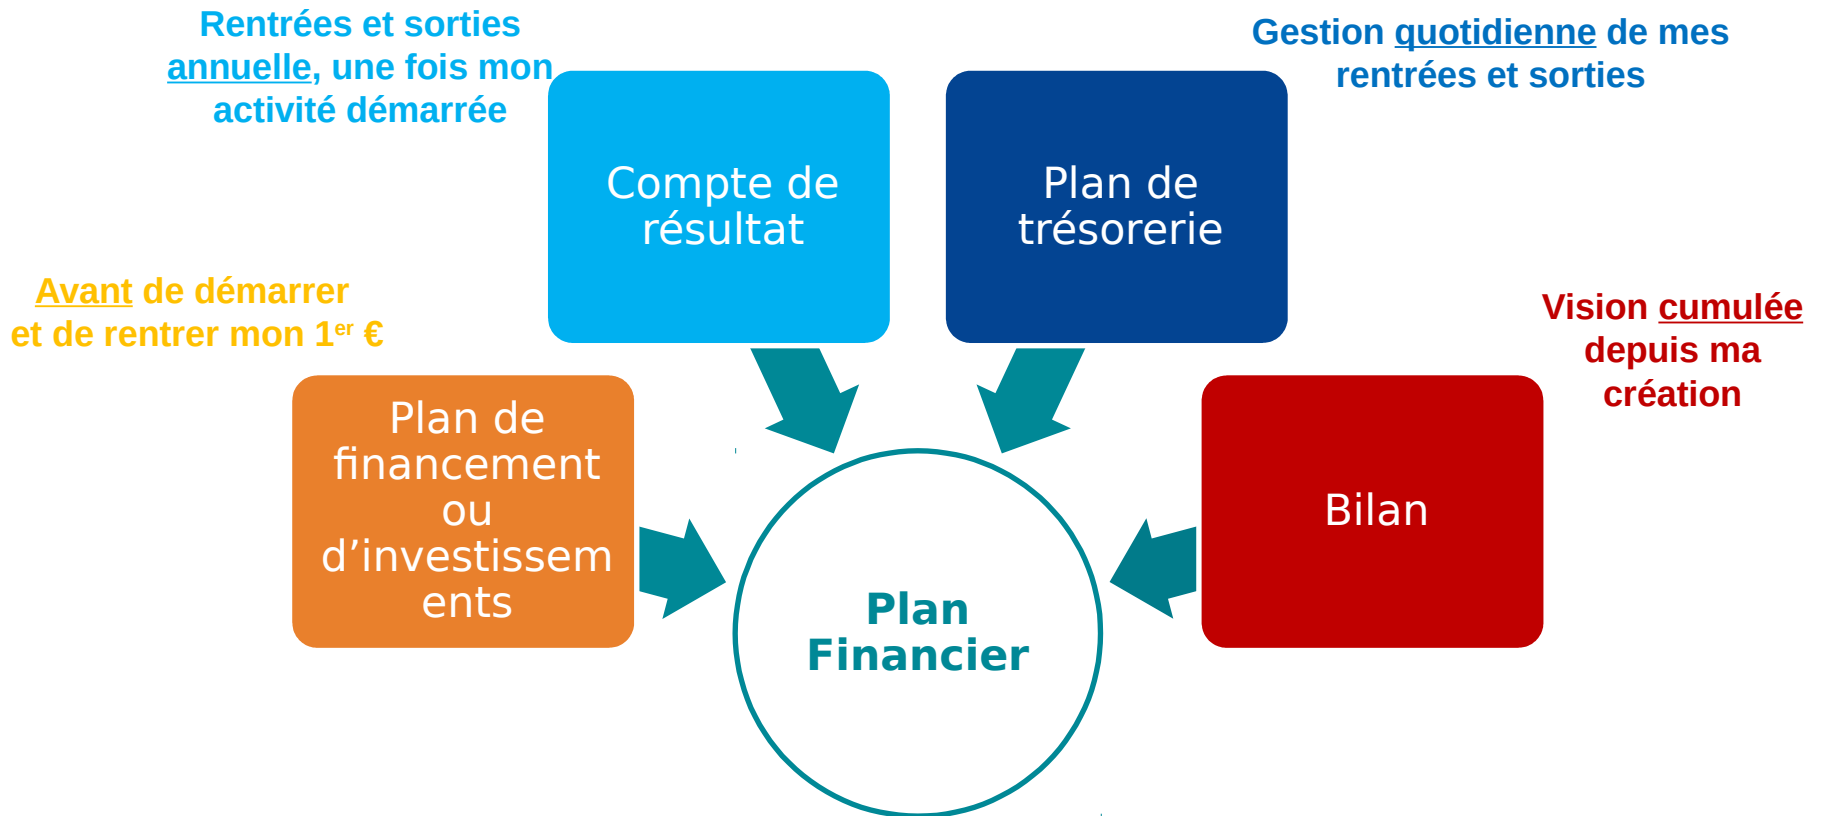 Rentrées et sorties
annuelle, une fois mon
activité démarrée
Gestion quotidienne de mes
rentrées et sorties
Compte de
résultat
Plan de
trésorerie
Avant de démarrer
et de rentrer mon 1er €
Vision cumulée
depuis ma
création
Plan de
financement
ou
d’investissem
ents
Bilan
Plan
Financier